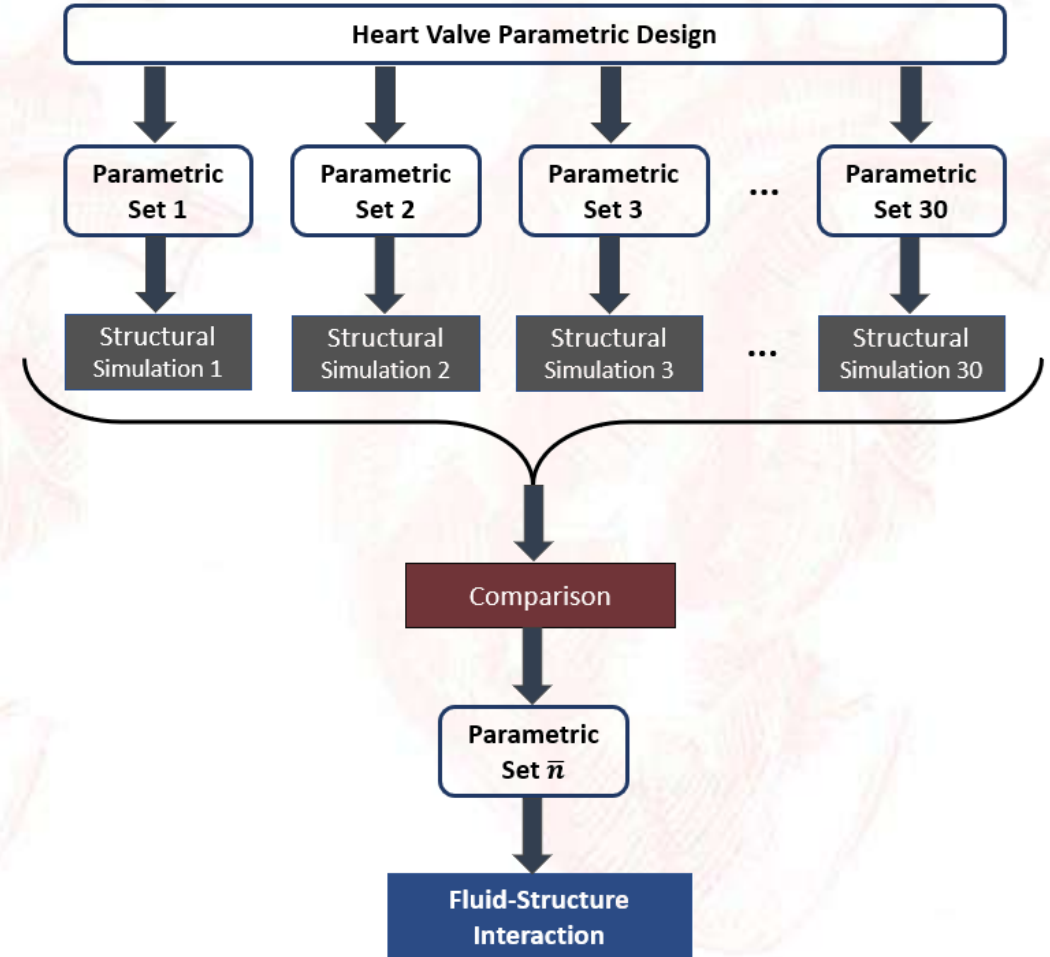 Heart Valve Parametric Design
Parametric
Set 1
Parametric
Set 2
Parametric
Set 3
...
Parametric
Set 30
Structural
Simulation 1
Structural
Simulation 2
Structural
Simulation 3
...
Structural
Simulation 30
Comparison
Parametric
Set n̅
Fluid-Structure
Interaction